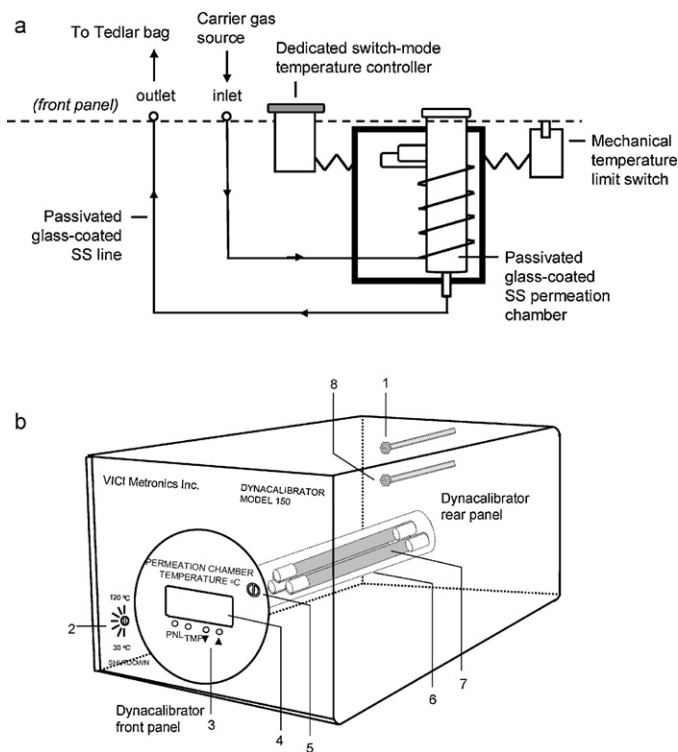 a
To Tedlar bag
Carrier gas
source
Dedicated switch-mode
temperature controller
(front panel)
outlet
inlet
Mechanical
temperature
limit switch
Passivated
glass-coated
SS line
Passivated
glass-coated
SS permeation
chamber
b
8
1
VICI Metronics Inc.
DYNACALIBRATOR
MODEL 150
Dynacalibrator
rear panel
PERMEATION CHAMBER
TEMPERATURE ºC
120 ºC
2
30 ºC
SHUTDOWN
PNL TMP▼ ▲
Dynacalibrator
front panel
3
4
5
6
7